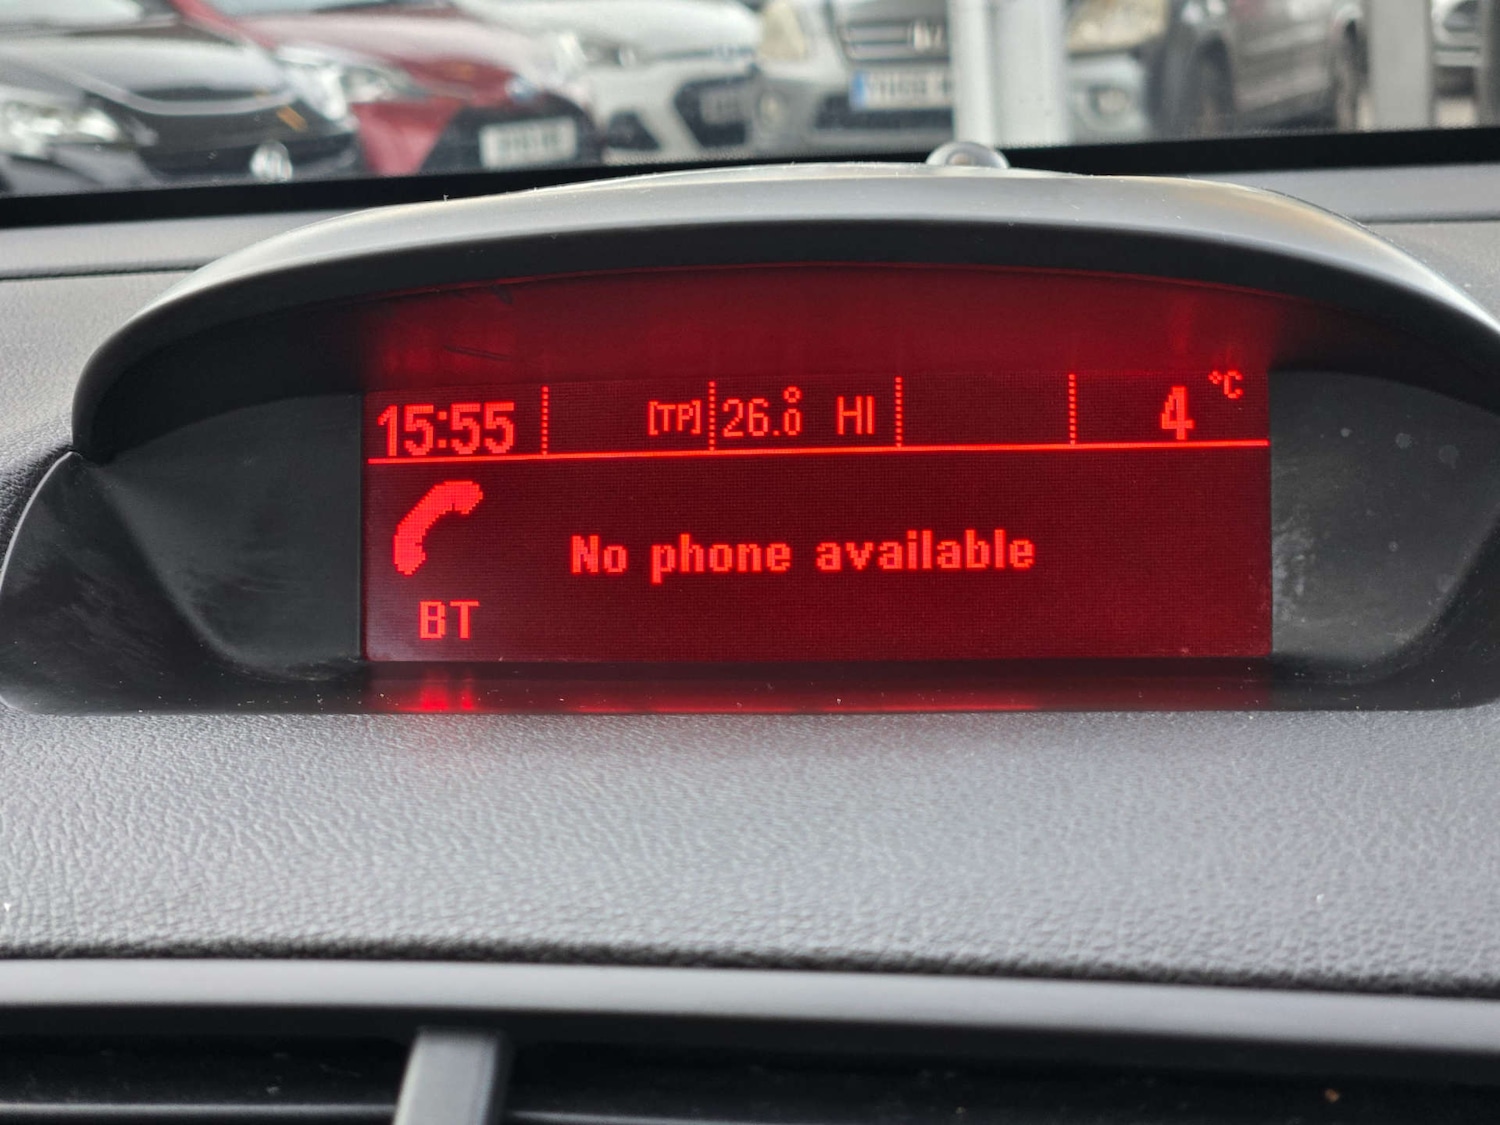 15:55 [TP] 26.0° HI 4 °C
No phone available
BT